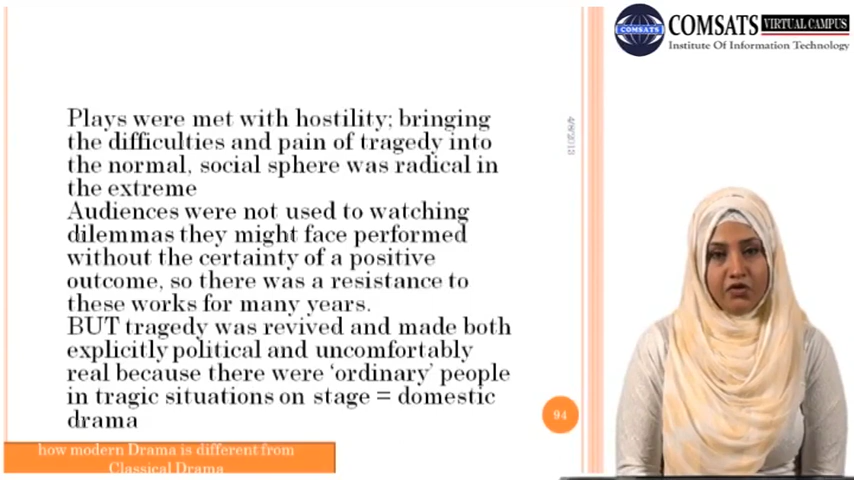 COMSATS
COMSATS VIRTUAL CAMPUS
Institute Of Information Technology
Plays were met with hostility; bringing
the difficulties and pain of tragedy into
the normal, social sphere was radical in
the extreme
Audiences were not used to watching
dilemmas they might face performed
without the certainty of a positive
outcome, so there was a resistance to
these works for many years.
BUT tragedy was revived and made both
explicitly political and uncomfortably
real because there were ‘ordinary’ people
in tragic situations on stage = domestic
drama
94
how modern Drama is different from
Classical Drama